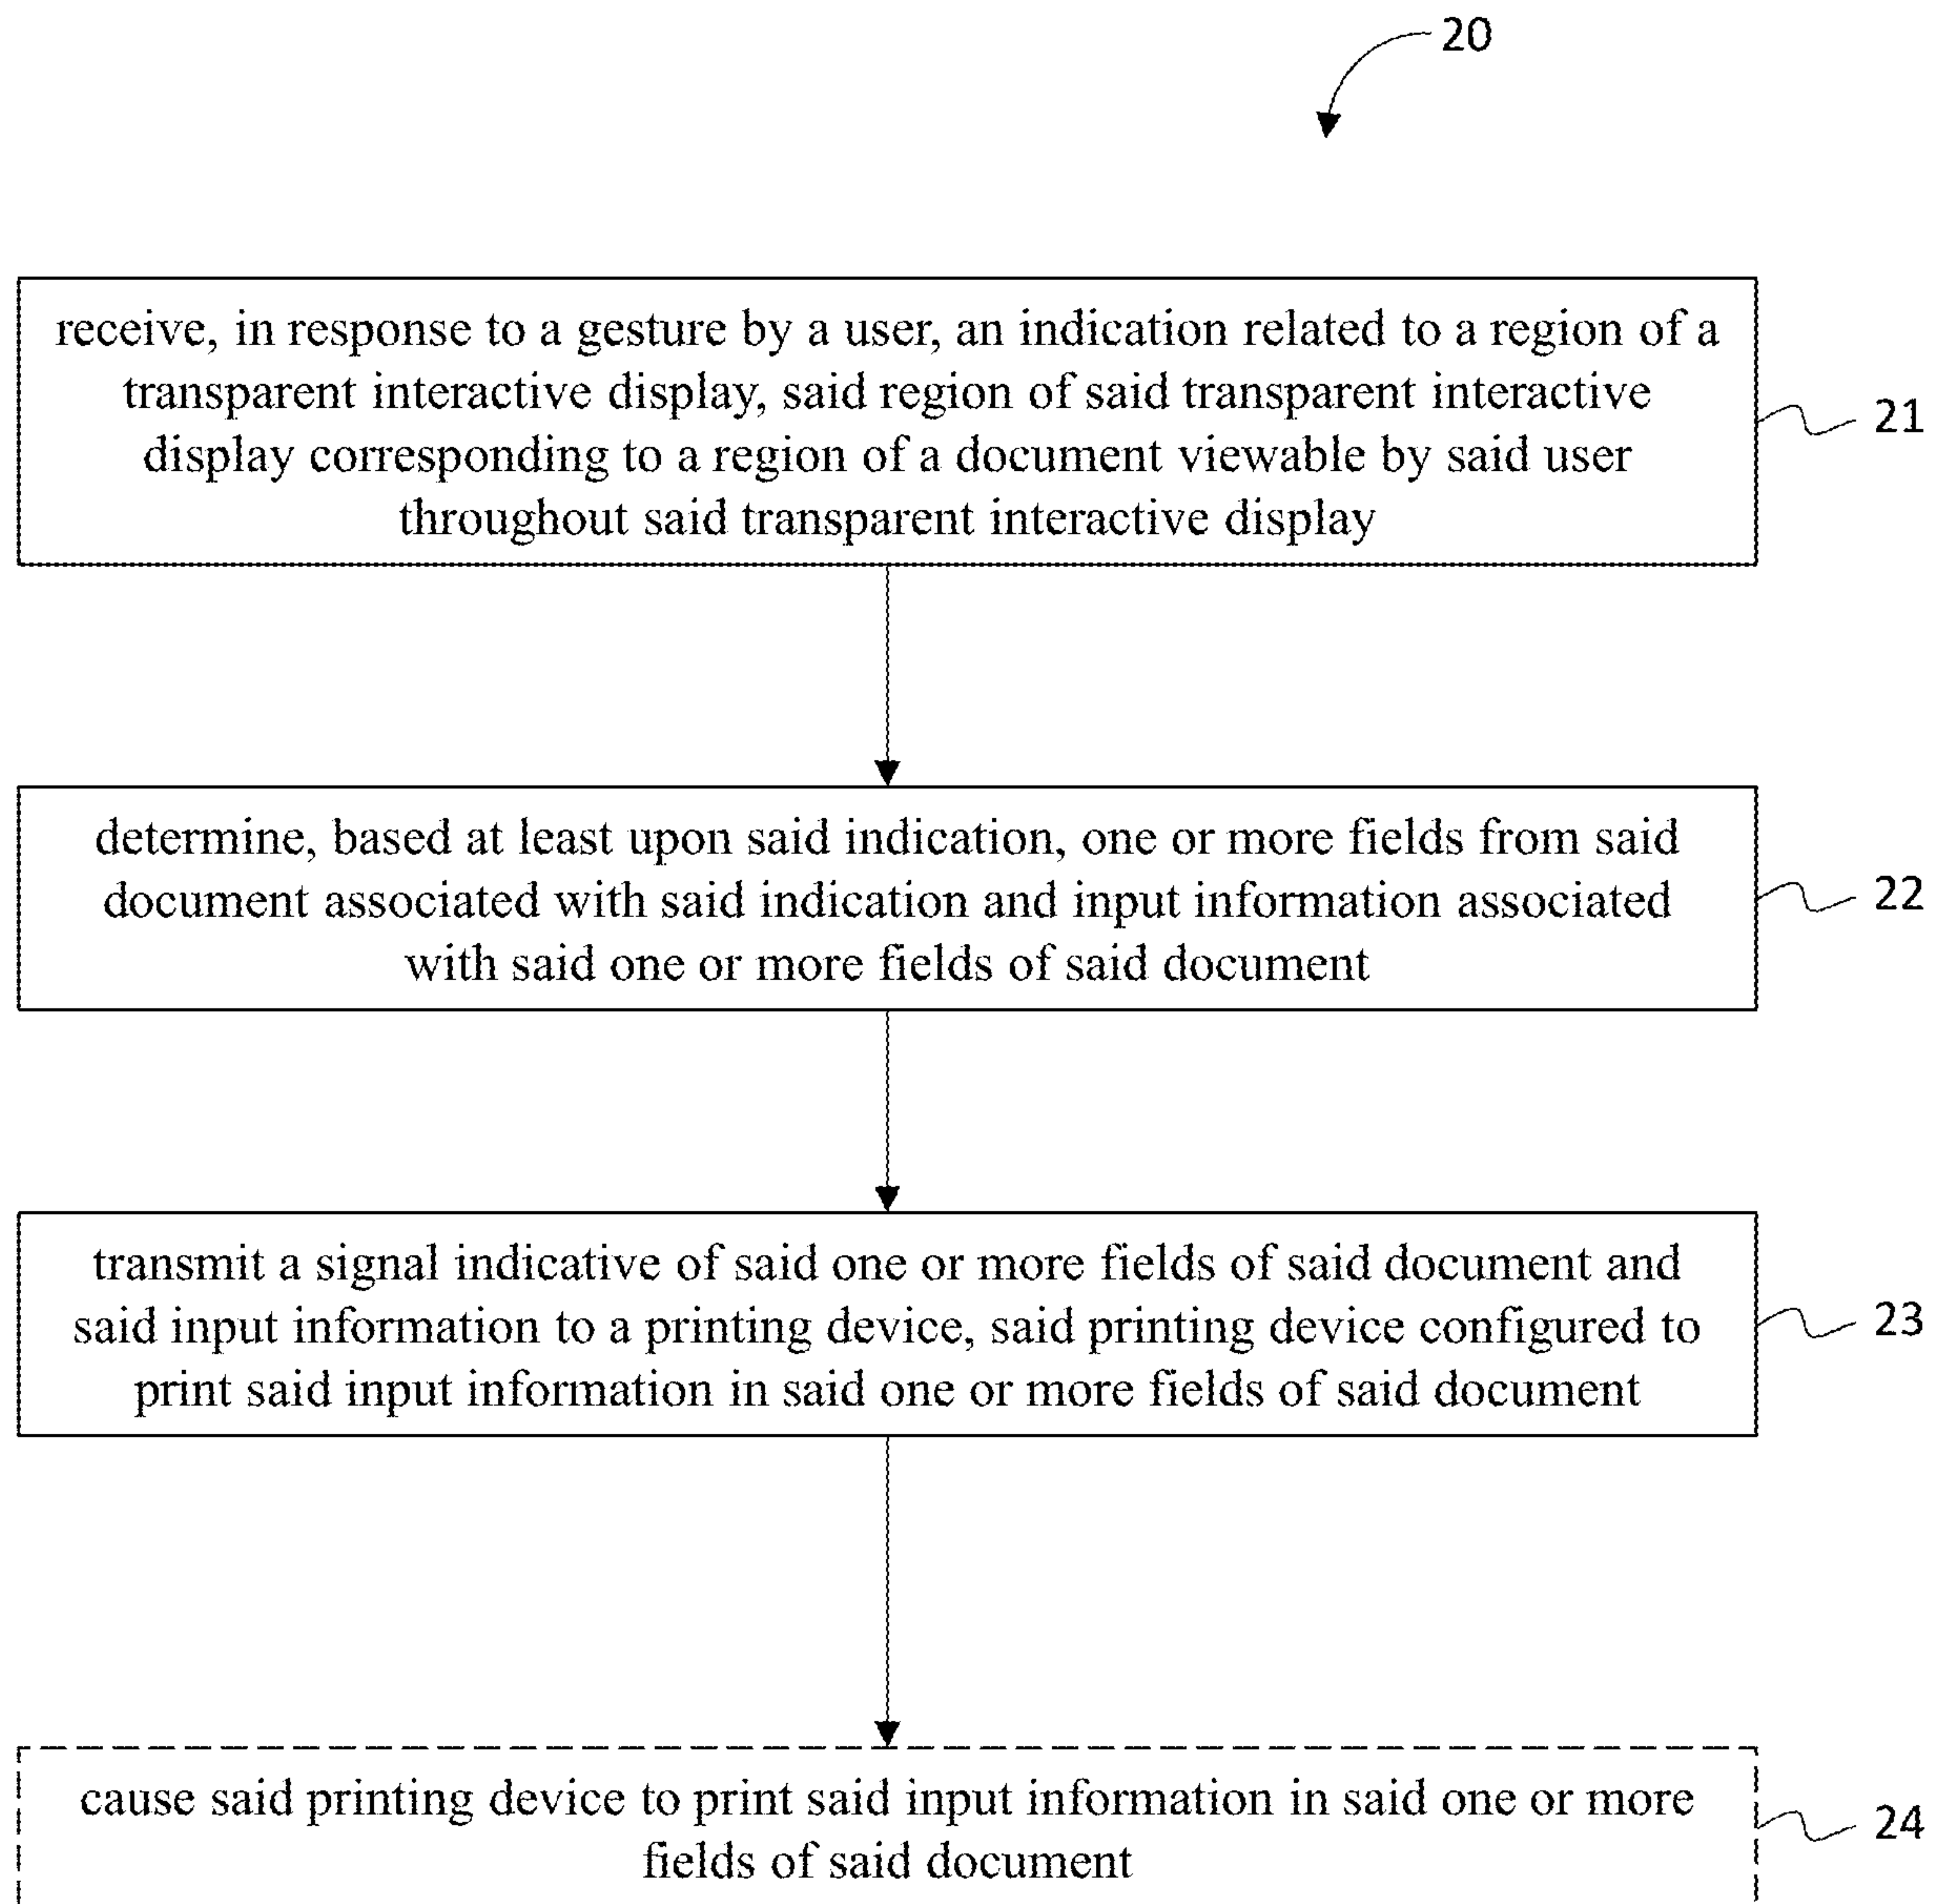 20
receive, in response to a gesture by a user, an indication related to a region of a
transparent interactive display, said region of said transparent interactive
display corresponding to a region of a document viewable by said user
throughout said transparent interactive display
21
determine, based at least upon said indication, one or more fields from said
document associated with said indication and input information associated
with said one or more fields of said document
22
transmit a signal indicative of said one or more fields of said document and
said input information to a printing device, said printing device configured to
print said input information in said one or more fields of said document
23
cause said printing device to print said input information in said one or more
fields of said document
24